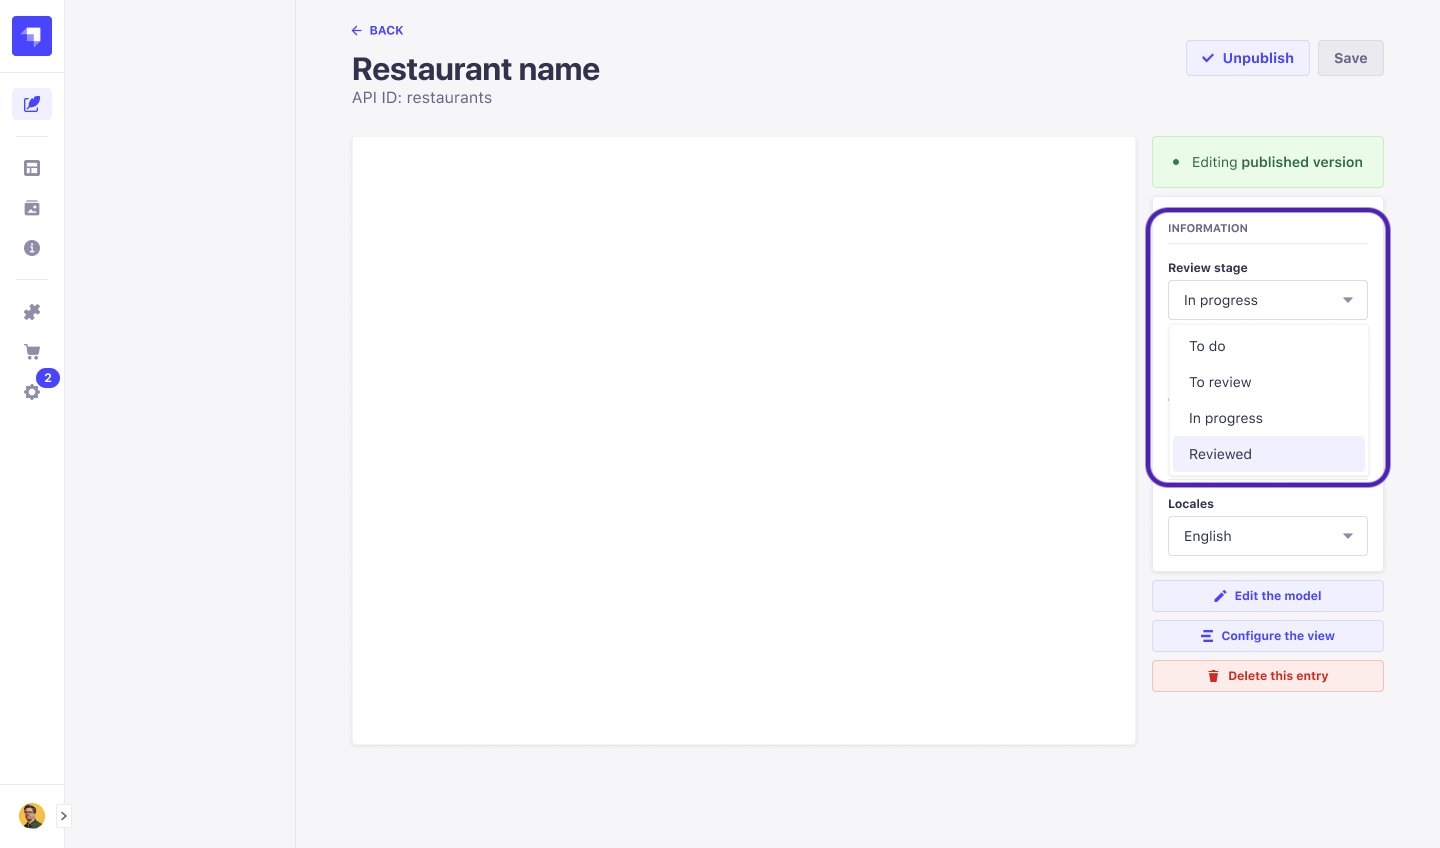 BACK
Restaurant name
API ID: restaurants
Unpublish
Save
Editing published version
INFORMATION
Review stage
In progress
To do
To review
In progress
Reviewed
Locales
English
Edit the model
Configure the view
Delete this entry
2